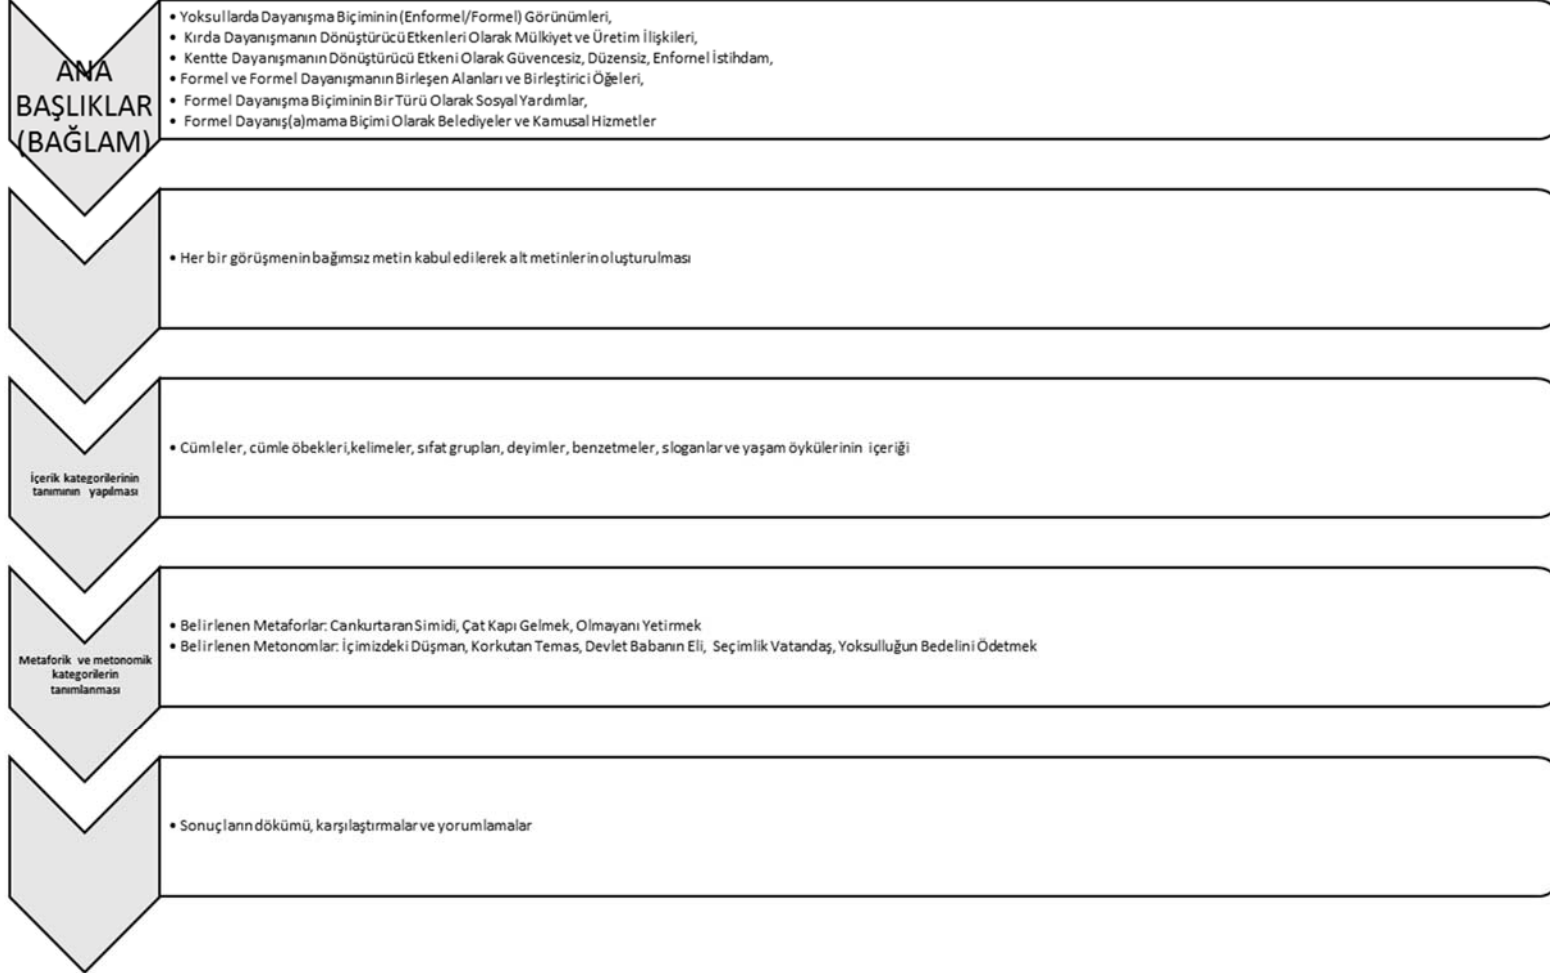 ANA
BAŞLIKLAR
(BAĞLAM)
• Yoksullarda Dayanışma Biçiminin (Enformel/Formel) Görünümleri,
• Kırda Dayanışmanın Dönüştürücü Etkenleri Olarak Mülkiyet ve Üretim İlişkileri,
• Kentte Dayanışmanın Dönüştürücü Etkeni Olarak Güvencesiz, Düzensiz, Enfornel İstihdam,
• Formel ve Formel Dayanışmanın Birleşen Alanları ve Birleştirici Öğeleri,
• Formel Dayanışma Biçiminin Bir Türü Olarak Sosyal Yardımlar,
• Formel Dayanış(a)mama Biçimi Olarak Belediyeler ve Kamusal Hizmetler
• Her bir görüşmenin bağımsız metin kabul edilerek alt metinlerin oluşturulması
İçerik kategorilerinin
tanımının yapılması
• Cümleler, cümle öbekleri,kelimeler, sıfat grupları, deyimler, benzetmeler, sloganlar ve yaşam öykülerinin içeriği
Metaforik ve metonomik
kategorilerin
tanımlanması
• Belirlenen Metaforlar: Cankurtaran Simidi, Çat Kapı Gelmek, Olmayanı Yetirmek
• Belirlenen Metonomlar: İçimizdeki Düşman, Korkutan Temas, Devlet Babanın Eli, Seçimlik Vatandaş, Yoksulluğun Bedelini Ödetmek
• Sonuçların dökümü, karşılaştırmalar ve yorumlamalar